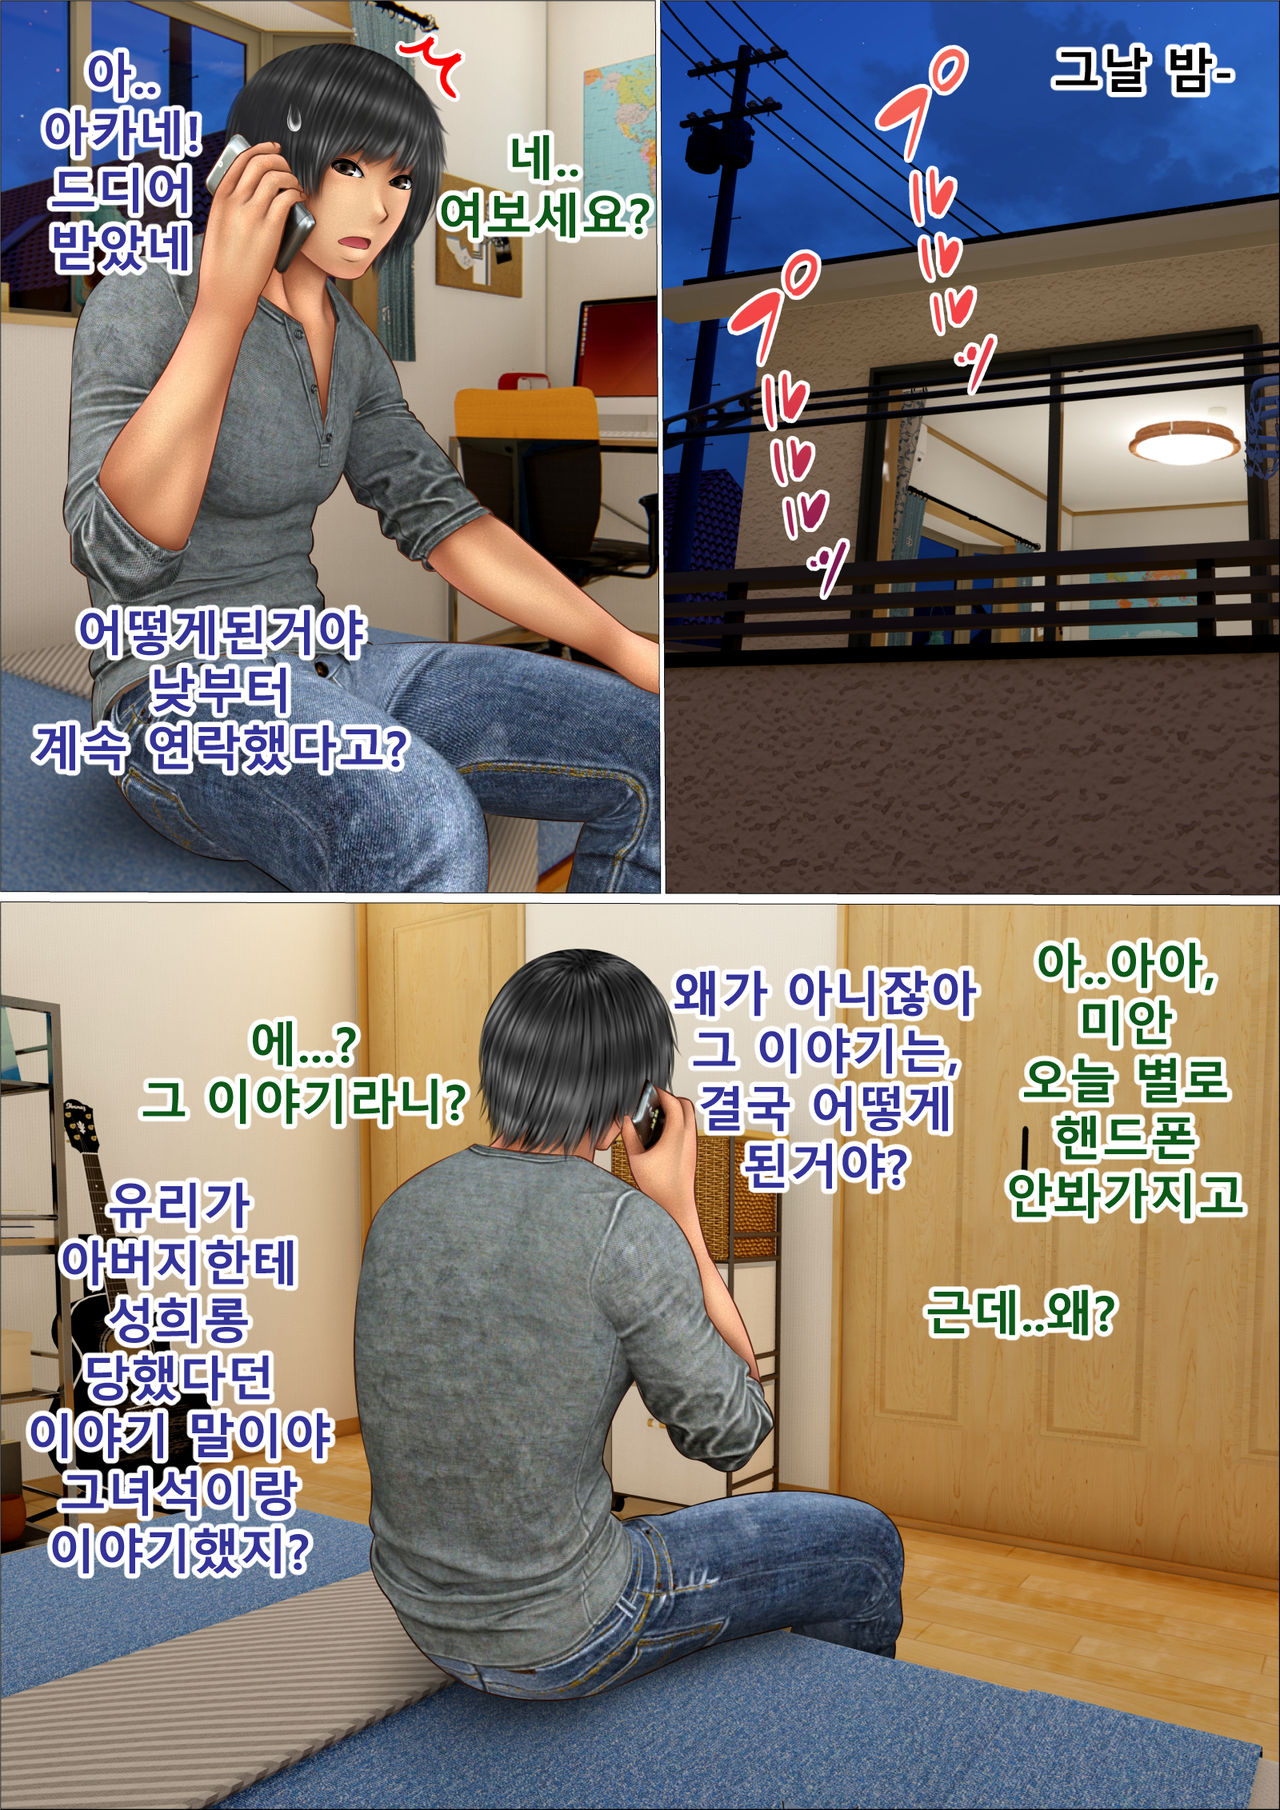 그날 밤-
プルルルッ
プルルルッ
네..
여보세요?
아..
아카네!
드디어
받았네
어떻게된거야
낮부터
계속 연락했다고?
아..아아,
미안
오늘 별로
핸드폰
안봐가지고
근데..왜?
왜가 아니잖아
그 이야기는,
결국 어떻게
된거야?
에...?
그 이야기라니?
유리가
아버지한테
성희롱
당했다던
이야기 말이야
그녀석이랑
이야기했지?
Ibanez